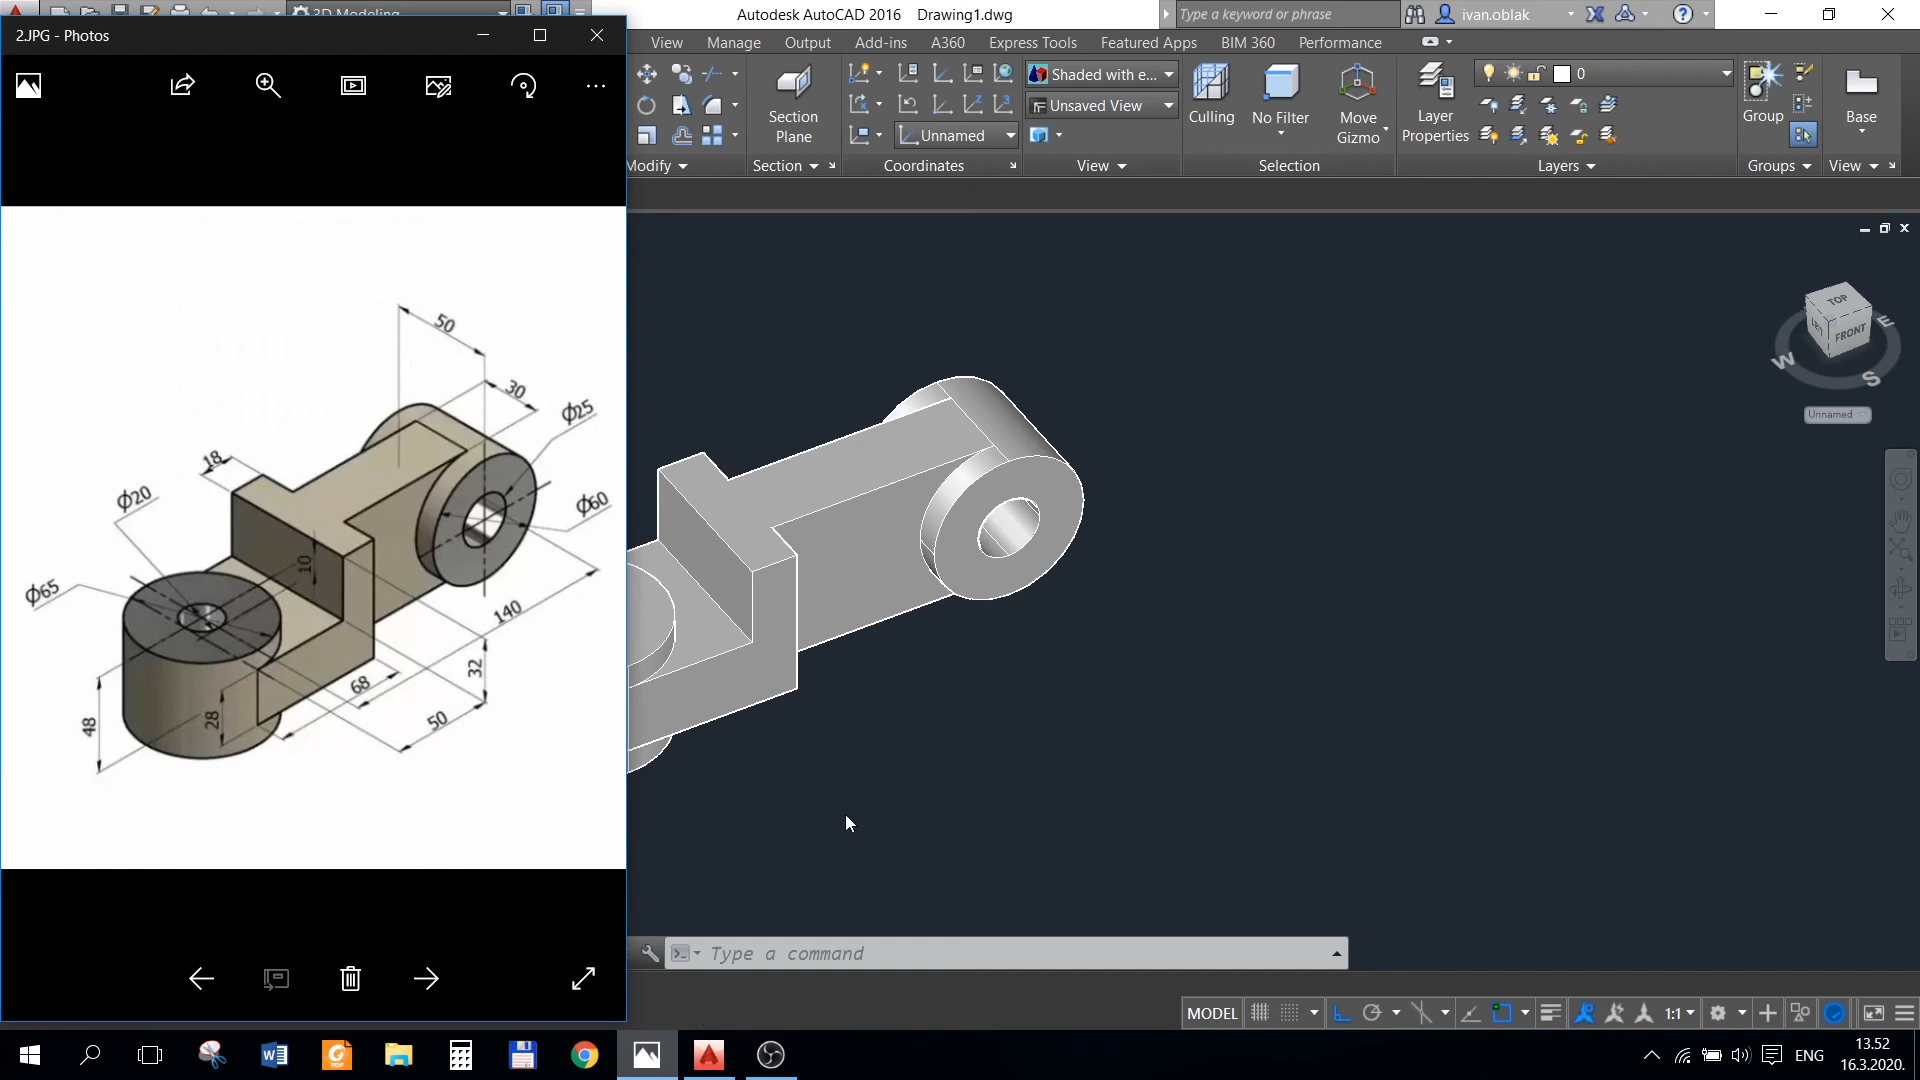 3D Modeling
Autodesk AutoCAD 2016 Drawing1.dwg
Type a keyword or phrase
ivan.oblak
2.JPG - Photos
View Manage Output Add-ins A360 Express Tools Featured Apps BIM 360 Performance
Shaded with e...
0
Unsaved View
Section
Plane
Culling
No Filter
Move
Gizmo
Layer
Properties
Group
Base
Unnamed
Modify
Section
Coordinates
View
Selection
Layers
Groups
View
TOP
LEFT
FRONT
W
S
E
Unnamed
50
30
Φ25
18
Φ20
Φ60
10
Φ65
140
32
68
28
50
48
Type a command
MODEL
1:1
ENG
13.52
16.3.2020.